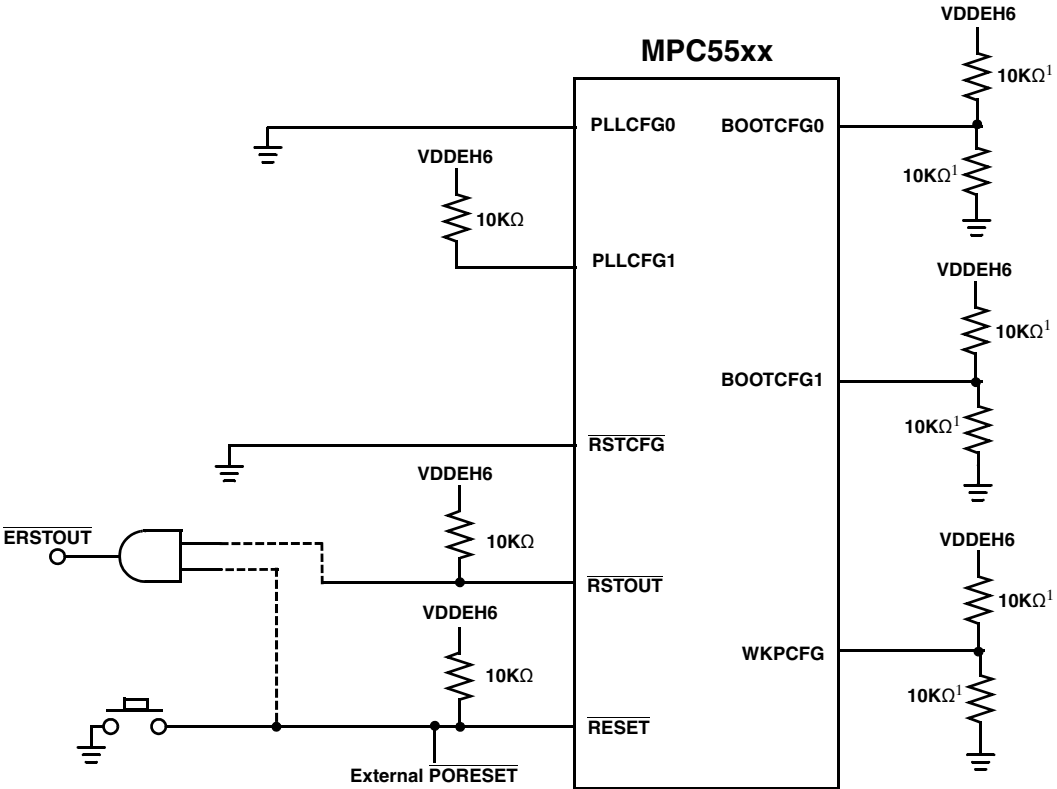 VDDEH6
MPC55xx
10KΩ¹
PLLCFG0
BOOTCFG0
VDDEH6
10KΩ¹
10KΩ
PLLCFG1
VDDEH6
10KΩ¹
BOOTCFG1
10KΩ¹
RSTCFG
VDDEH6
ERSTOUT
10KΩ
VDDEH6
RSTOUT
10KΩ¹
VDDEH6
WKPCFG
10KΩ
10KΩ¹
RESET
External PORESET